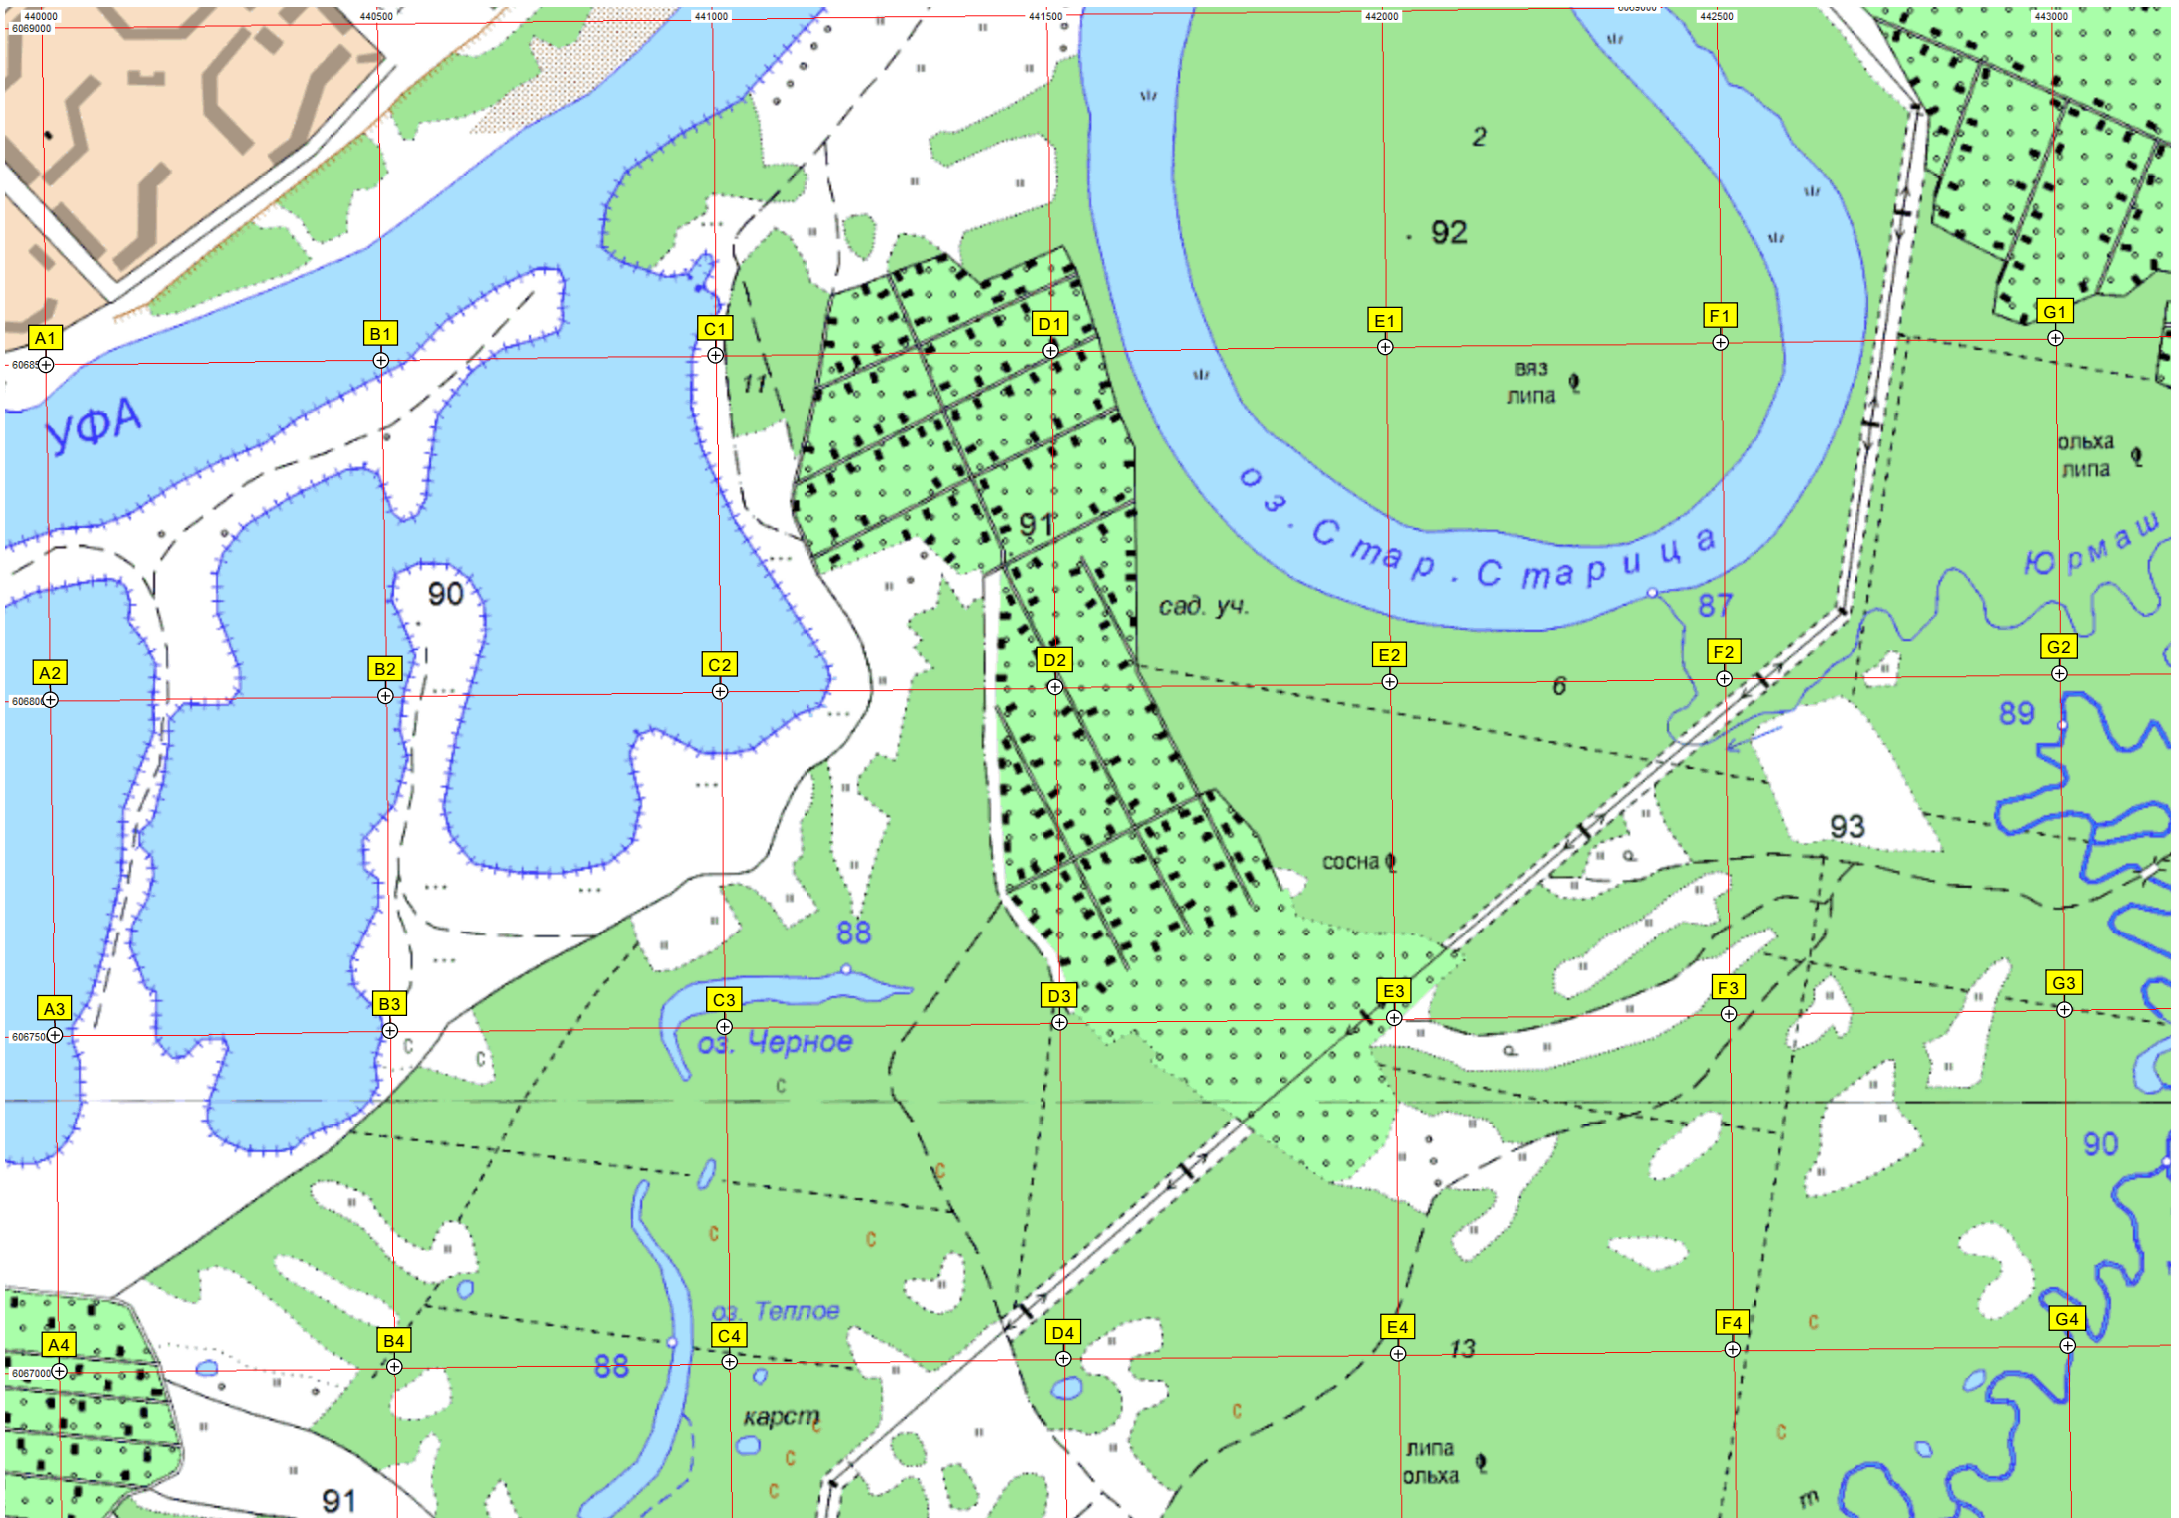 440000 440500 441000 441500 442000 442500 443000
6069000
2
92
A1 B1 C1 D1 E1 F1 G1
11
вяз
липа
УФА
ольха
липа
оз. Стар. Старица
91
Юрмаш
90
сад. уч.
87
A2 B2 C2 D2 E2 F2 G2
6
89
93
сосна
88
A3 B3 C3 D3 E3 F3 G3
оз. Черное
с
с
с
90
с
с
с
оз. Теплое
с
A4 B4 C4 D4 E4 F4 G4
13
6067000
88
карст
с
с
с
с
с
липа
ольха
91
т